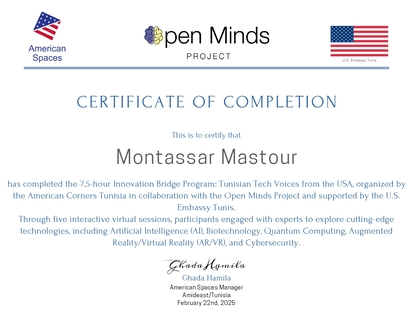 American
Spaces
Open Minds
PROJECT
U.S. Embassy Tunis
CERTIFICATE OF COMPLETION
This is to certify that
Montassar Mastour
has completed the 7.5-hour Innovation Bridge Program: Tunisian Tech Voices from the USA, organized by
the American Corners Tunisia in collaboration with the Open Minds Project and supported by the U.S.
Embassy Tunis.
Through five interactive virtual sessions, participants engaged with experts to explore cutting-edge
technologies, including Artificial Intelligence (AI), Biotechnology, Quantum Computing, Augmented
Reality/Virtual Reality (AR/VR), and Cybersecurity.
Ghada Hamila
Ghada Hamila
American Spaces Manager
Amideast/Tunisia
February 22nd, 2025